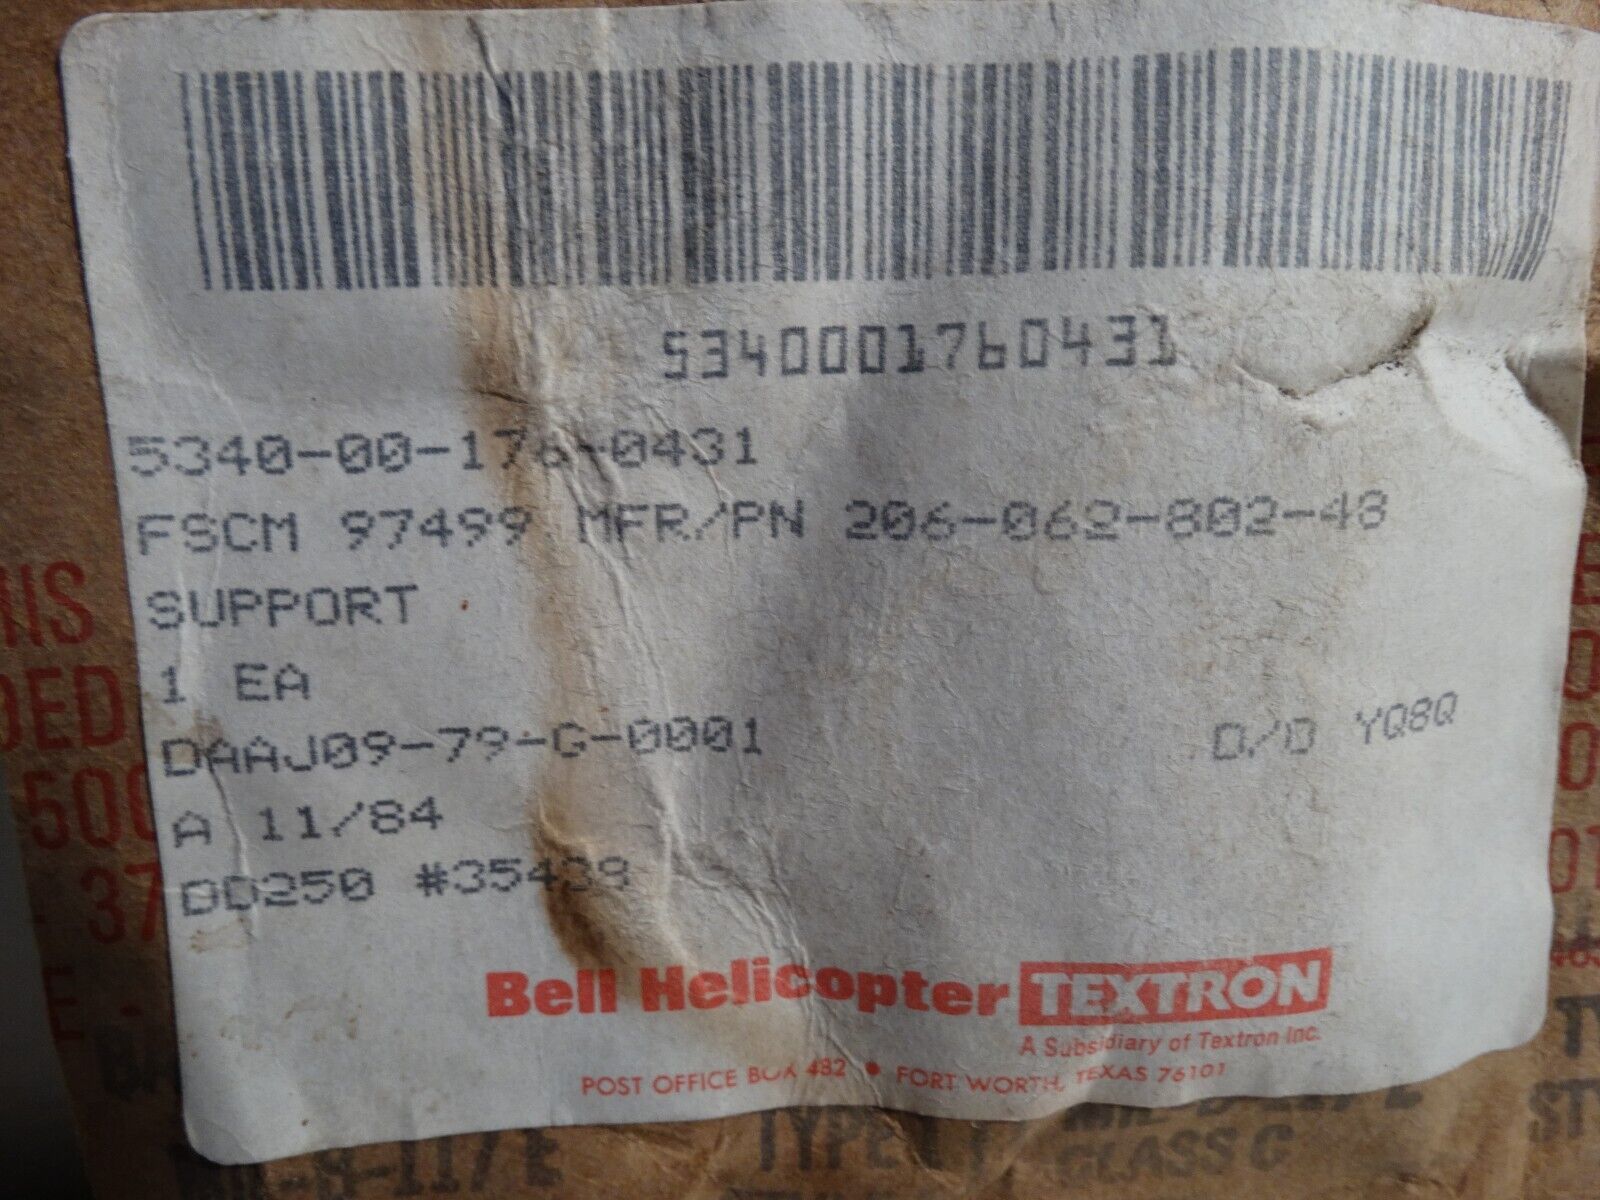 5340001760431
5340-00-176-0431
FSCM 97499 MFR/PN 206-062-802-43
SUPPORT
1 EA
DAAJ09-79-G-0001 D/O YQ8Q
A 11/84
DD250 #35439
Bell Helicopter TEXTRON
A Subsidiary of Textron Inc.
POST OFFICE BOX 482 • FORT WORTH, TEXAS 76101
TYPE
CLASS C